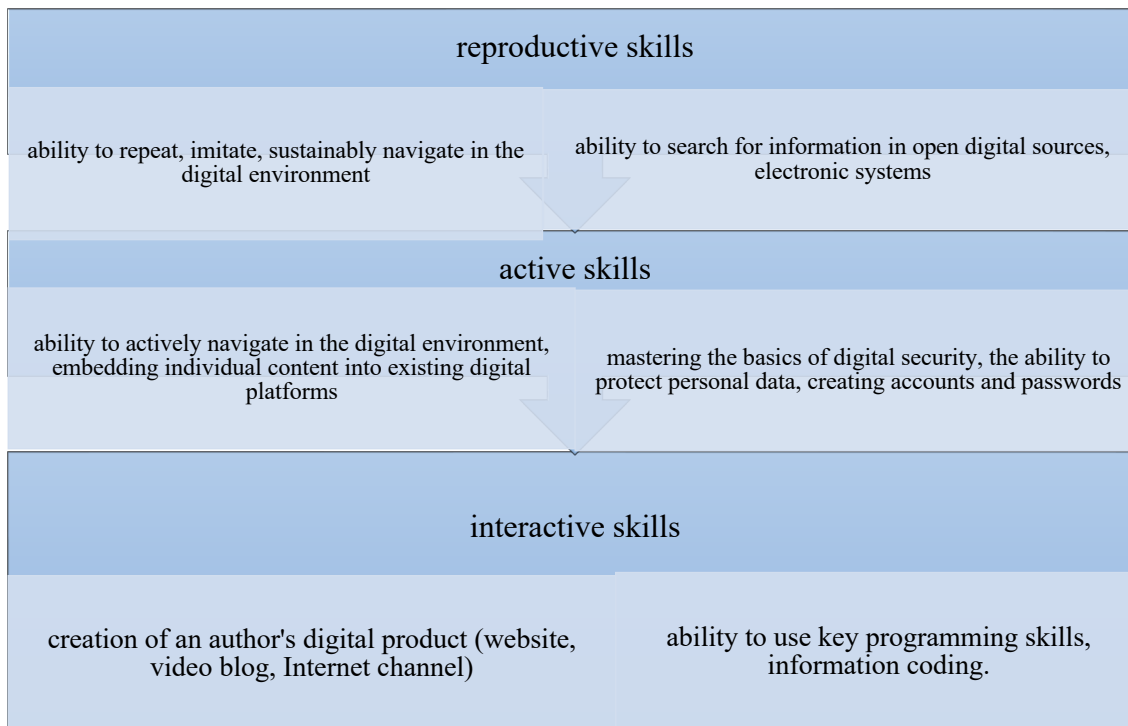 reproductive skills
ability to repeat, imitate, sustainably navigate in the
digital environment
ability to search for information in open digital sources,
electronic systems
active skills
ability to actively navigate in the digital environment,
embedding individual content into existing digital
platforms
mastering the basics of digital security, the ability to
protect personal data, creating accounts and passwords
interactive skills
creation of an author's digital product (website,
video blog, Internet channel)
ability to use key programming skills,
information coding.